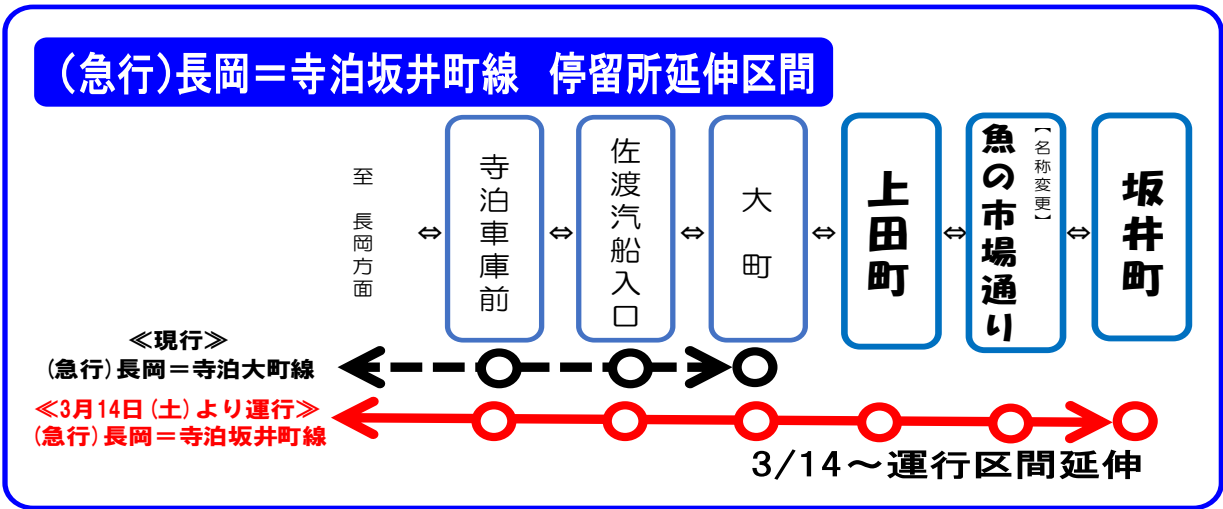 (急行)長岡＝寺泊坂井町線　停留所延伸区間
至　長岡方面
⇔
寺泊車庫前
⇔
佐渡汽船入口
⇔
大町
⇔
上田町
⇔
【名称変更】
魚の市場通り
⇔
坂井町
≪現行≫
(急行)長岡＝寺泊大町線
≪3月14日(土)より運行≫
(急行)長岡＝寺泊坂井町線
3/14～運行区間延伸